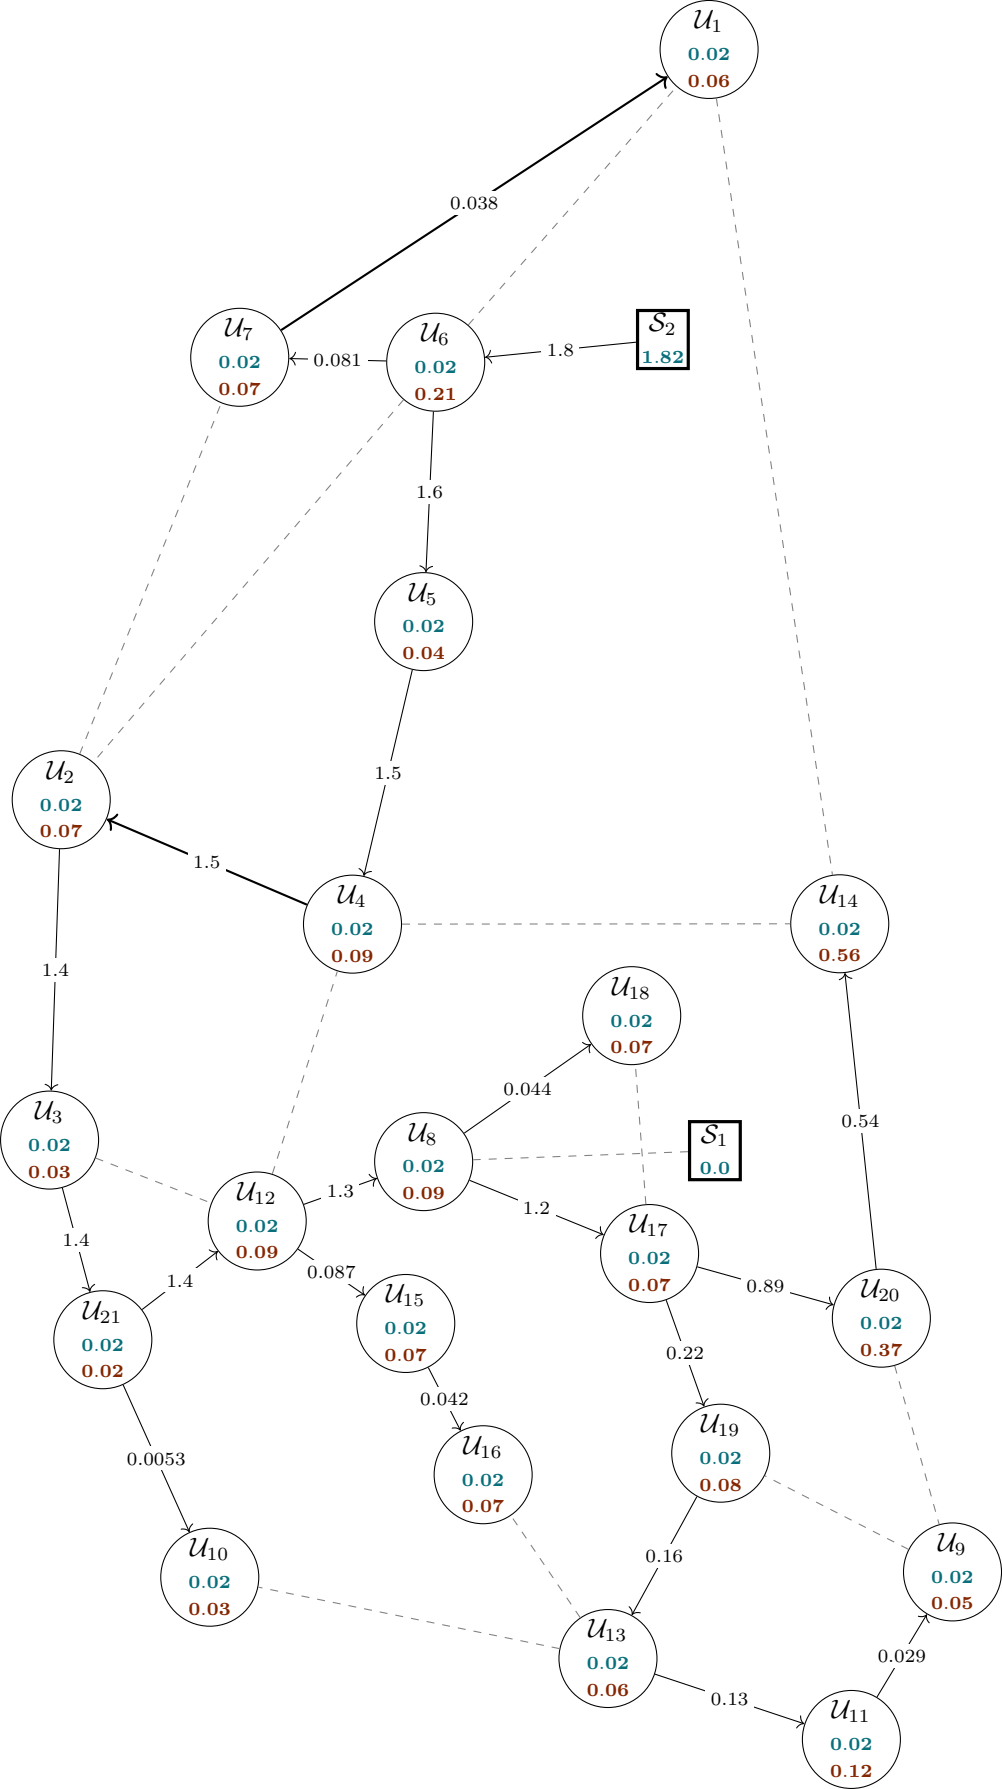 𝒰₁
0.02
0.06
0.038
𝒰₇
0.02
0.07
0.081
𝒰₆
0.02
0.21
1.8
𝒮₂
1.82
1.6
𝒰₅
0.02
0.04
1.5
𝒰₂
0.02
0.07
1.5
𝒰₄
0.02
0.09
𝒰₁₄
0.02
0.56
1.4
𝒰₁₈
0.02
0.07
0.044
𝒰₃
0.02
0.03
𝒰₈
0.02
0.09
𝒮₁
0.0
0.54
𝒰₁₂
0.02
0.09
1.3
1.2
𝒰₁₇
0.02
0.07
1.4
1.4
0.087
0.89
𝒰₂₁
0.02
0.02
𝒰₁₅
0.02
0.07
𝒰₂₀
0.02
0.37
0.22
0.042
0.0053
𝒰₁₆
0.02
0.07
𝒰₁₉
0.02
0.08
𝒰₁₀
0.02
0.03
0.16
𝒰₉
0.02
0.05
𝒰₁₃
0.02
0.06
0.029
0.13
𝒰₁₁
0.02
0.12